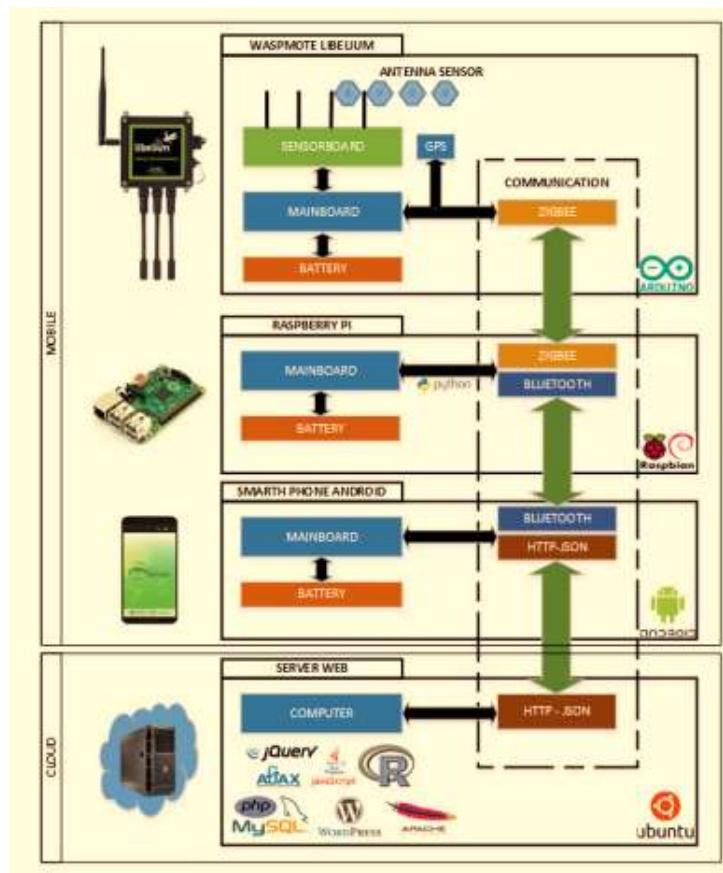 MOBILE
WASPMOTE LIBELIUM
ANTENNA SENSOR
libelium
SENSORBOARD
GPS
COMMUNICATION
MAINBOARD
ZIGBEE
BATTERY
ARDUINO
RASPBERRY PI
MAINBOARD
python
ZIGBEE
BLUETOOTH
BATTERY
Raspbian
SMARTH PHONE ANDROID
BLUETOOTH
MAINBOARD
HTTP-JSON
BATTERY
ANDROID
CLOUD
SERVER WEB
COMPUTER
HTTP - JSON
jQuery
AJAX
JavaScript
R
php
MySQL
WORDPRESS
APACHE
ubuntu